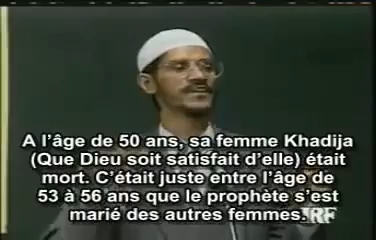 A l'âge de 50 ans, sa femme Khadija
(Que Dieu soit satisfait d'elle) était
mort. C'était juste entre l'âge de
53 à 56 ans que le prophète s'est
marié des autres femmes.
IRF